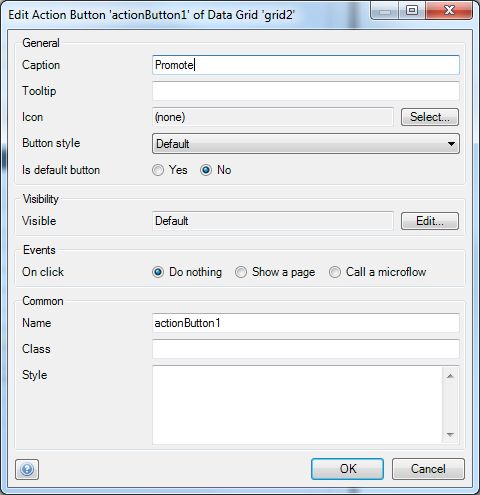 Edit Action Button 'actionButton1' of Data Grid 'grid2'
General
Caption Promote
Tooltip
Icon (none) Select...
Button style Default
Is default button Yes No
Visibility
Visible Default Edit...
Events
On click Do nothing Show a page Call a microflow
Common
Name actionButton1
Class
Style
? OK Cancel